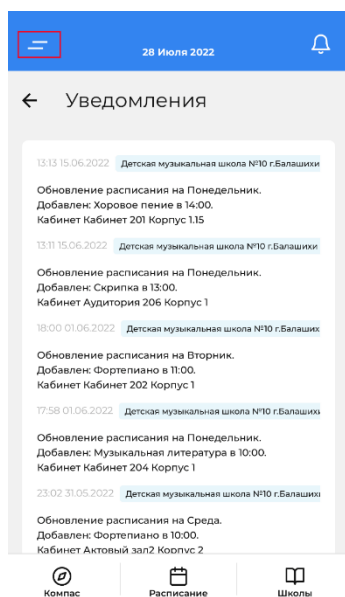 28 Июля 2022
Уведомления
13:13 15.06.2022 Детская музыкальная школа №10 г.Балашихи
Обновление расписания на Понедельник.
Добавлен: Хоровое пение в 14:00.
Кабинет Кабинет 201 Корпус 1.15
13:11 15.06.2022 Детская музыкальная школа №10 г.Балашихи
Обновление расписания на Понедельник.
Добавлен: Скрипка в 13:00.
Кабинет Аудитория 206 Корпус 1
18:00 01.06.2022 Детская музыкальная школа №10 г.Балаших
Обновление расписания на Вторник.
Добавлен: Фортепиано в 11:00.
Кабинет Кабинет 202 Корпус 1
17:58 01.06.2022 Детская музыкальная школа №10 г.Балашихи
Обновление расписания на Понедельник.
Добавлен: Музыкальная литература в 10:00.
Кабинет Кабинет 204 Корпус 1
23:02 31.05.2022 Детская музыкальная школа №10 г.Балашихи
Обновление расписания на Среда.
Добавлен: Фортепиано в 10:00.
Кабинет Актовый зал2 Корпус 2
Компас Расписание Школы